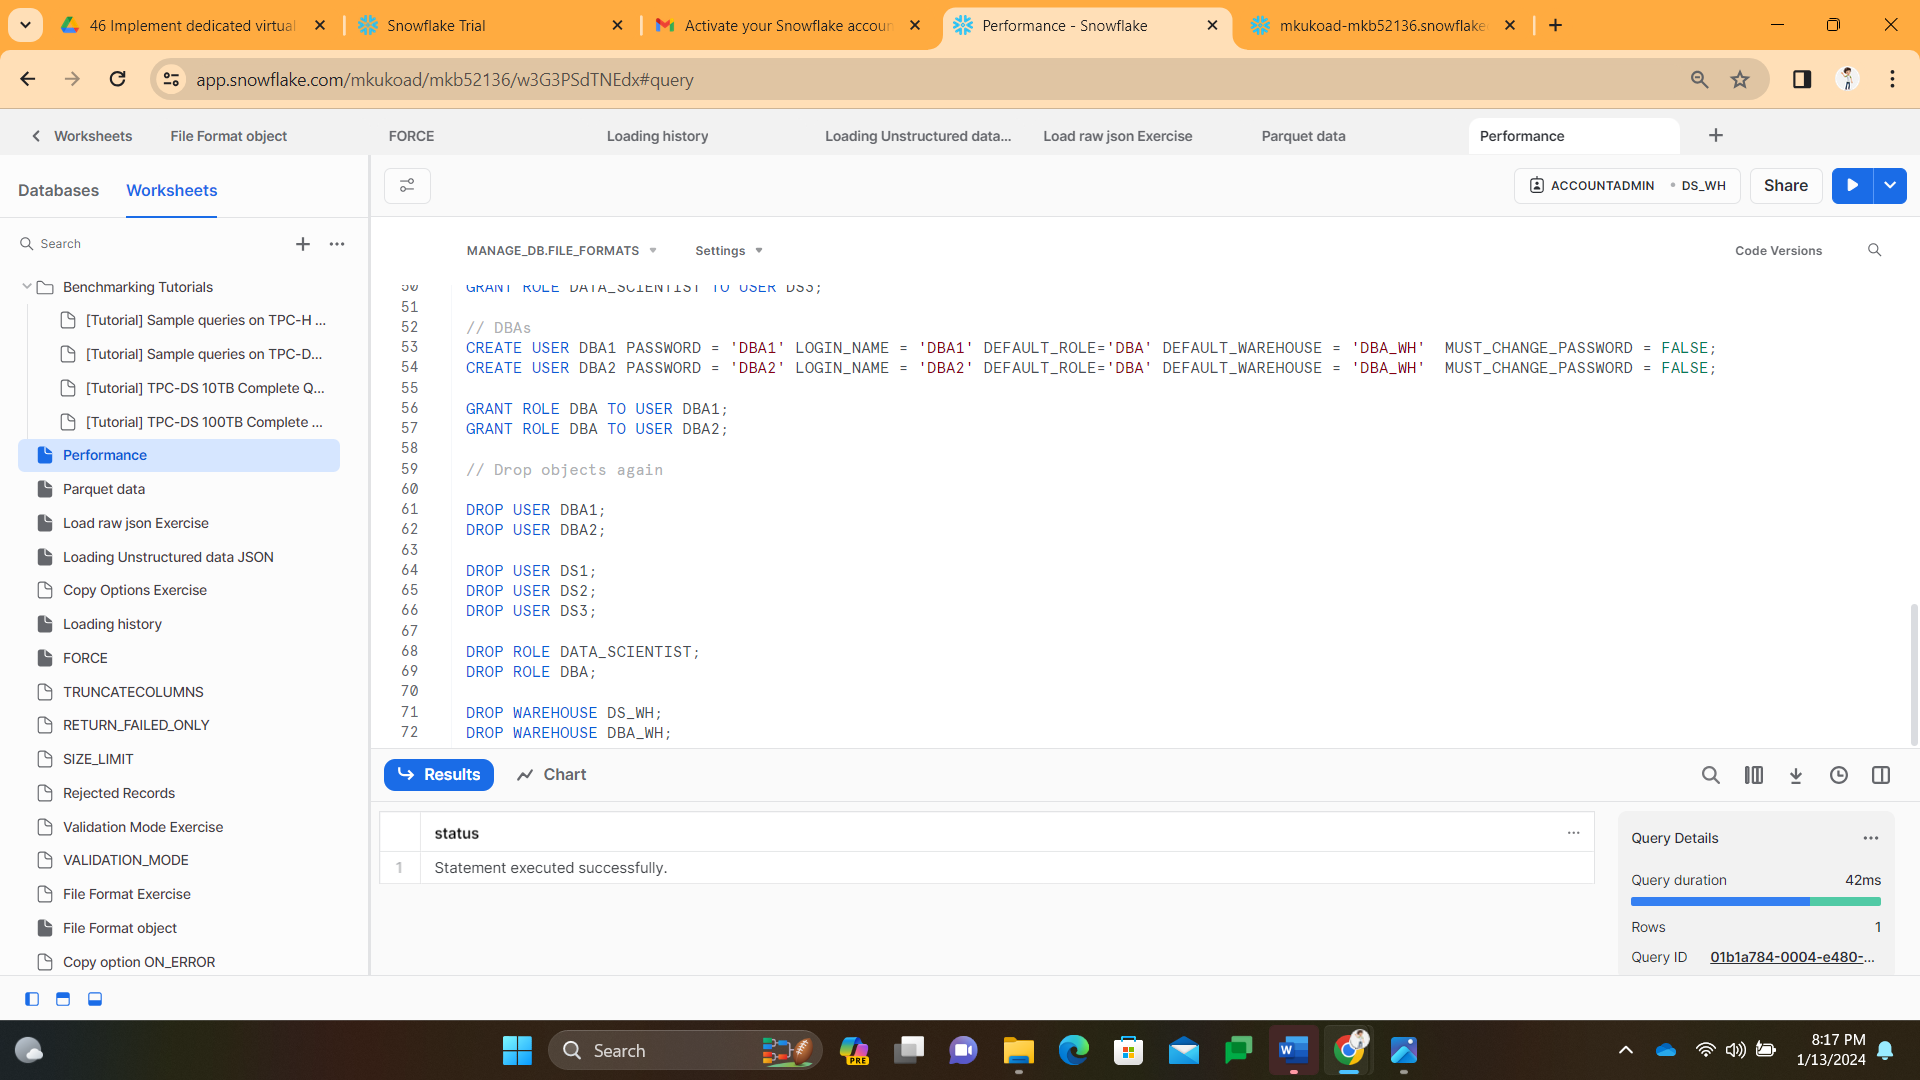 46 Implement dedicated virtual
Snowflake Trial
Activate your Snowflake accoun
Performance - Snowflake
mkukoad-mkb52136.snowflake
app.snowflake.com/mkukoad/mkb52136/w3G3PSdTNEdx#query
Worksheets
File Format object
FORCE
Loading history
Loading Unstructured data...
Load raw json Exercise
Parquet data
Performance
Databases
Worksheets
ACCOUNTADMIN
DS_WH
Share
Search
MANAGE_DB.FILE_FORMATS
Settings
Code Versions
Benchmarking Tutorials
[Tutorial] Sample queries on TPC-H ...
[Tutorial] Sample queries on TPC-D...
[Tutorial] TPC-DS 10TB Complete Q...
[Tutorial] TPC-DS 100TB Complete ...
Performance
Parquet data
Load raw json Exercise
Loading Unstructured data JSON
Copy Options Exercise
Loading history
FORCE
TRUNCATECOLUMNS
RETURN_FAILED_ONLY
SIZE_LIMIT
Rejected Records
Validation Mode Exercise
VALIDATION_MODE
File Format Exercise
File Format object
Copy option ON_ERROR
50 GRANT ROLE DATA_SCIENTIST TO USER DS3;
51
52 // DBAs
53 CREATE USER DBA1 PASSWORD = 'DBA1' LOGIN_NAME = 'DBA1' DEFAULT_ROLE='DBA' DEFAULT_WAREHOUSE = 'DBA_WH'  MUST_CHANGE_PASSWORD = FALSE;
54 CREATE USER DBA2 PASSWORD = 'DBA2' LOGIN_NAME = 'DBA2' DEFAULT_ROLE='DBA' DEFAULT_WAREHOUSE = 'DBA_WH'  MUST_CHANGE_PASSWORD = FALSE;
55
56 GRANT ROLE DBA TO USER DBA1;
57 GRANT ROLE DBA TO USER DBA2;
58
59 // Drop objects again
60
61 DROP USER DBA1;
62 DROP USER DBA2;
63
64 DROP USER DS1;
65 DROP USER DS2;
66 DROP USER DS3;
67
68 DROP ROLE DATA_SCIENTIST;
69 DROP ROLE DBA;
70
71 DROP WAREHOUSE DS_WH;
72 DROP WAREHOUSE DBA_WH;
Results
Chart
status
...
1 Statement executed successfully.
Query Details
...
Query duration 42ms
Rows 1
Query ID 01b1a784-0004-e480-...
Search
PRE
W
8:17 PM
1/13/2024